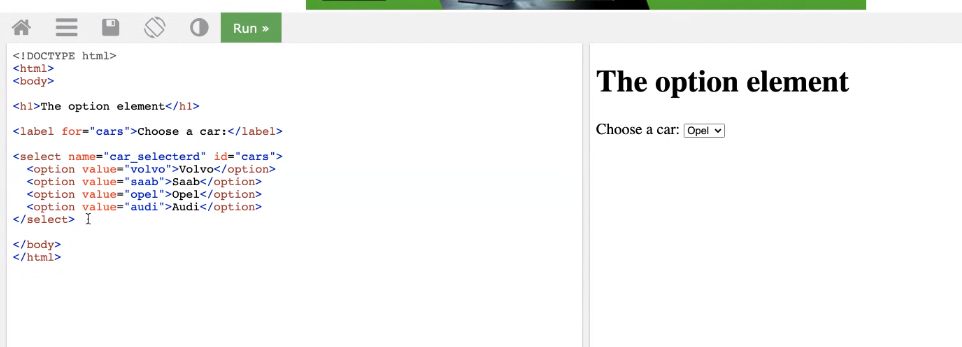 Run »
<!DOCTYPE html>
<html>
<body>
<h1>The option element</h1>
<label for="cars">Choose a car:</label>
<select name="car_selecterd" id="cars">
<option value="volvo">Volvo</option>
<option value="saab">Saab</option>
<option value="opel">Opel</option>
<option value="audi">Audi</option>
</select>
</body>
</html>
The option element
Choose a car: Opel